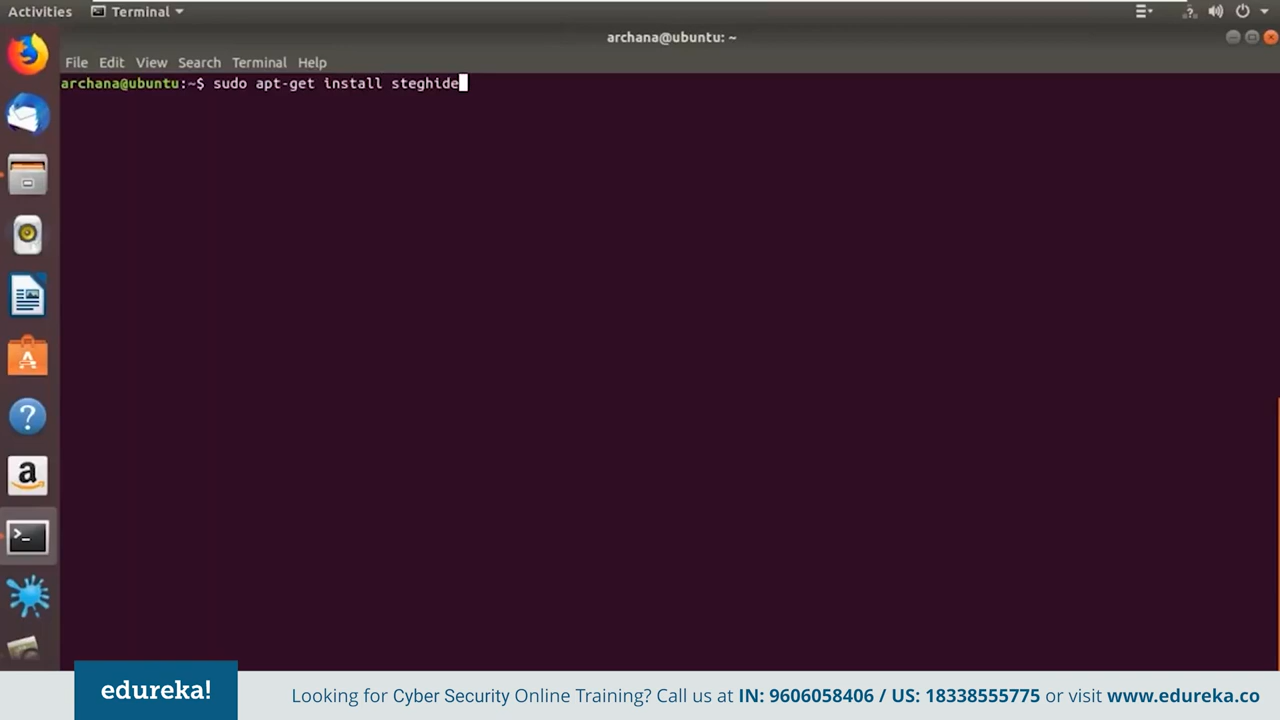 Activities Terminal
archana@ubuntu: ~
File Edit View Search Terminal Help
archana@ubuntu:~$ sudo apt-get install steghide
edureka!
Looking for Cyber Security Online Training? Call us at IN: 9606058406 / US: 18338555775 or visit www.edureka.co